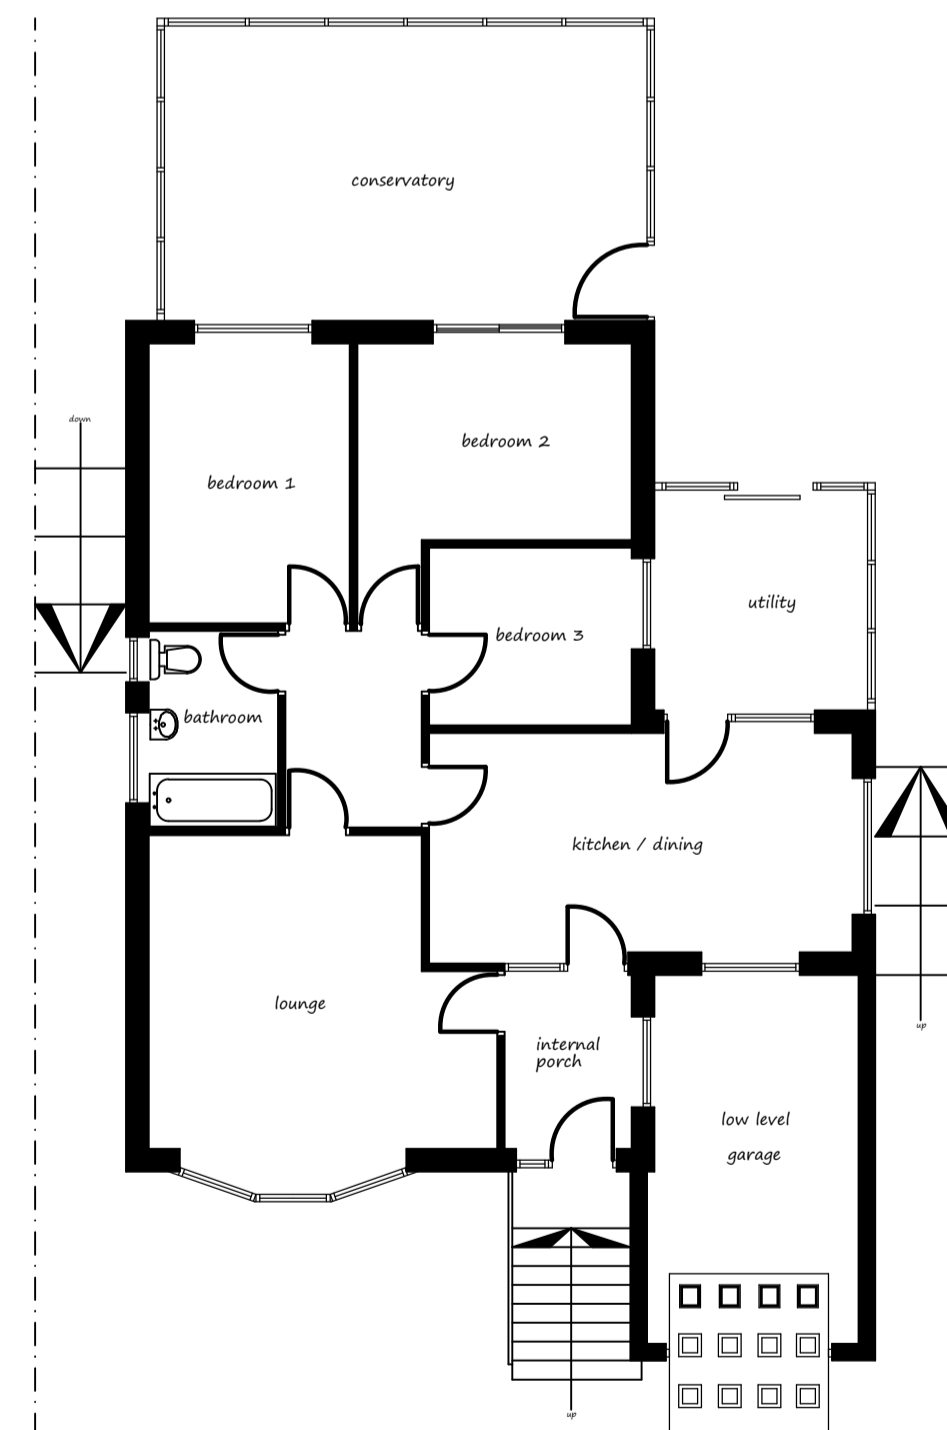 conservatory
down
bedroom 2
bedroom 1
utility
bedroom 3
bathroom
kitchen / dining
lounge
up
internal
porch
low level
garage
up